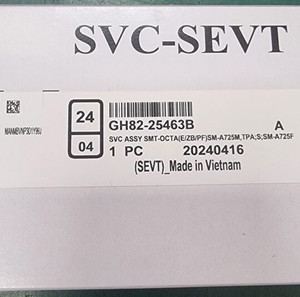 SVC-SEVT
24
04
GH82-25463B A
SVC ASSY SMT-OCTA(E/ZB/PF)SM-A725M,TPA;S;SM-A725F
1 PC 20240416
(SEVT)_Made in Vietnam